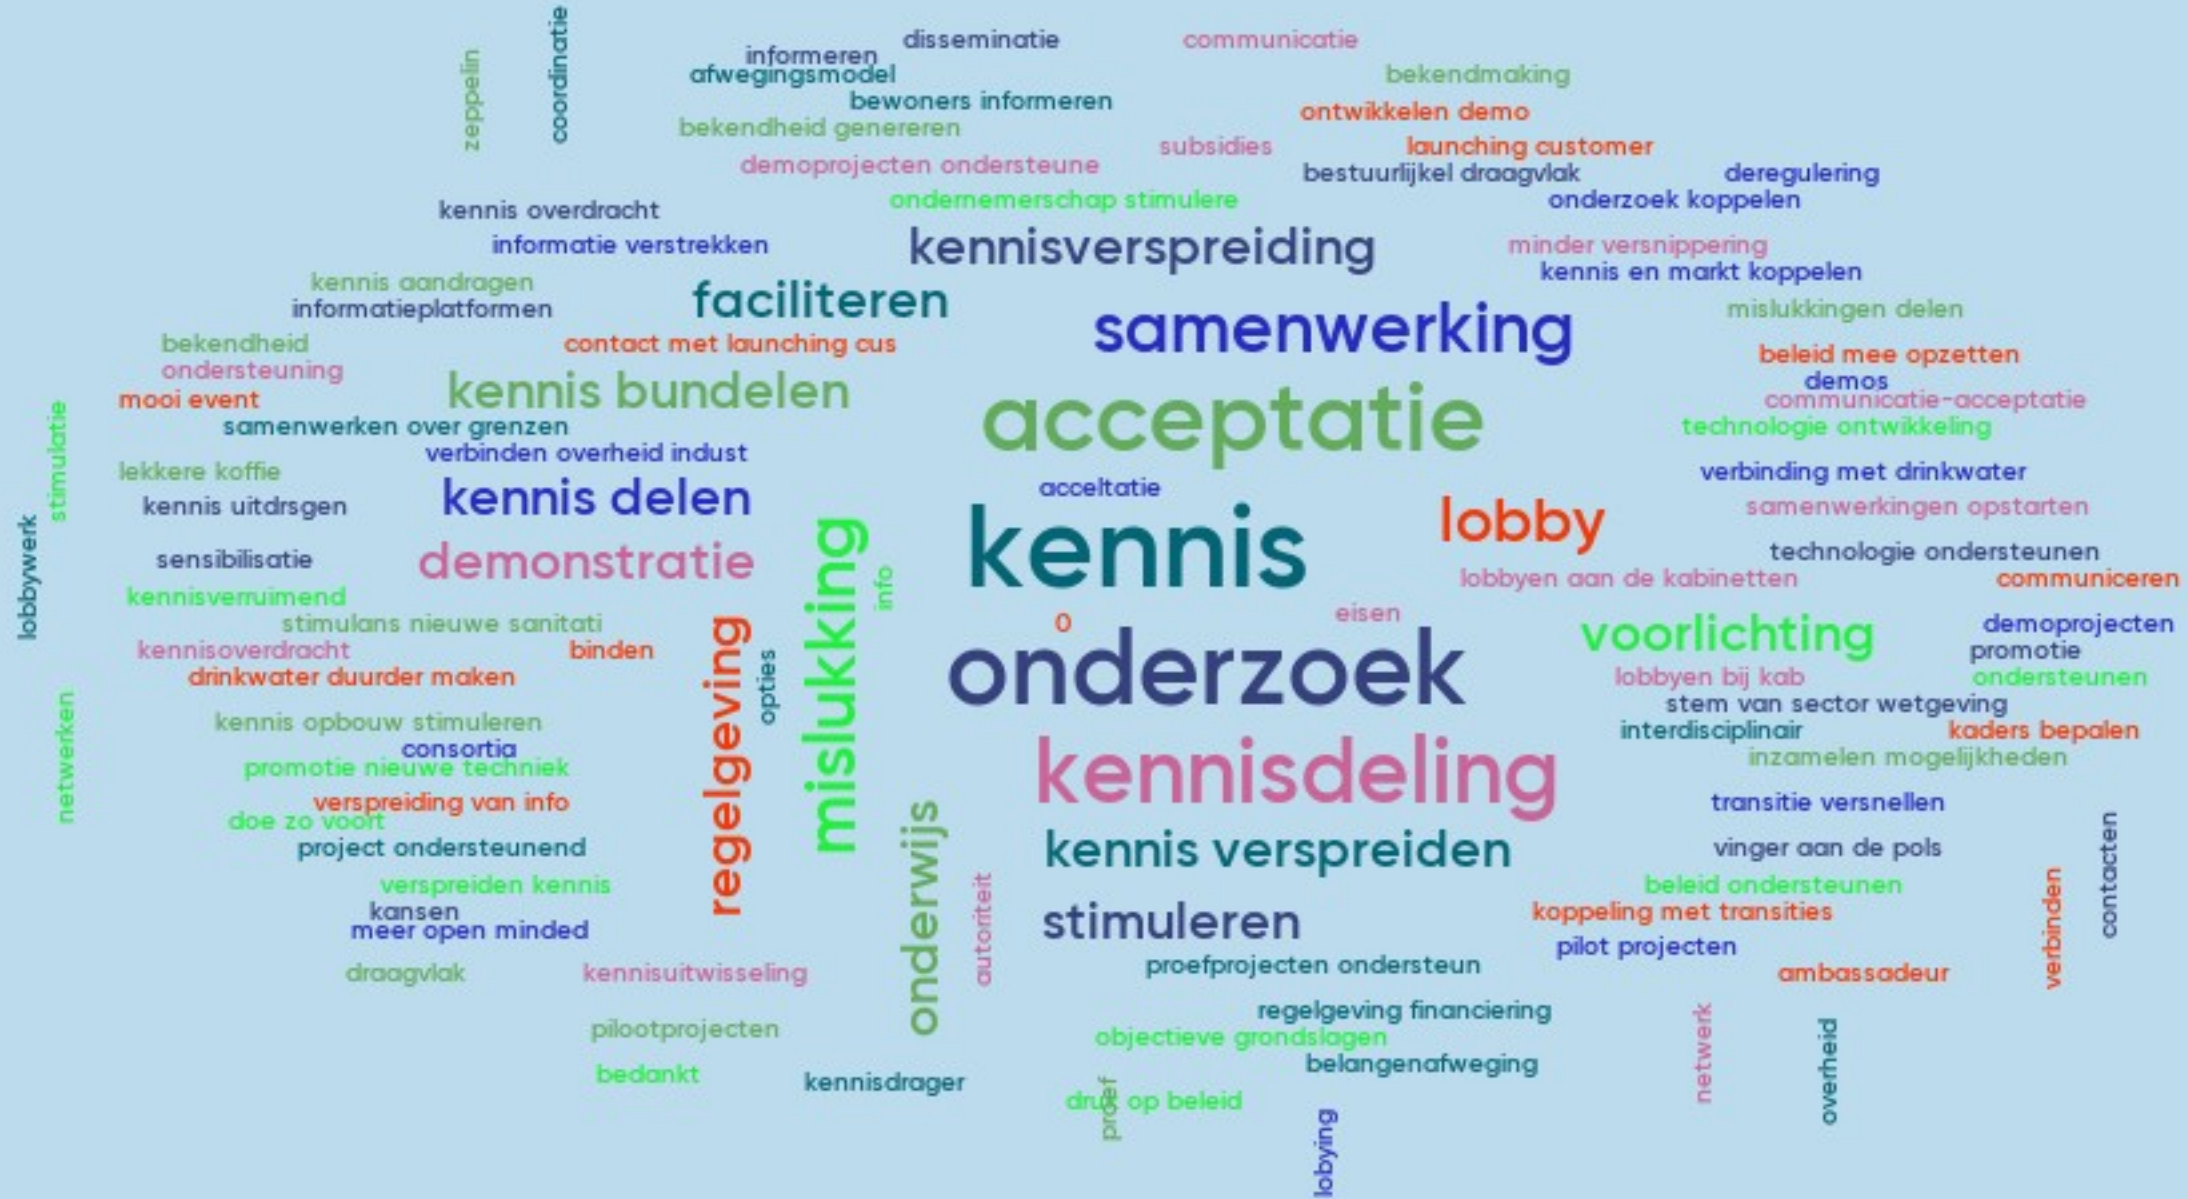 zeppelin
coordinatie
disseminatie
communicatie
informeren
afwegingsmodel
bekendmaking
bewoners informeren
ontwikkelen demo
bekendheid genereren
subsidies
launching customer
demoprojecten ondersteune
bestuurlijkel draagvlak
deregulering
ondernemerschap stimulere
onderzoek koppelen
kennis overdracht
informatie verstrekken
kennisverspreiding
minder versnippering
kennis en markt koppelen
kennis aandragen
faciliteren
informatieplatformen
samenwerking
mislukkingen delen
bekendheid
contact met launching cus
beleid mee opzetten
ondersteuning
kennis bundelen
demos
mooi event
acceptatie
communicatie-acceptatie
stimulatie
samenwerken over grenzen
technologie ontwikkeling
verbinden overheid indust
lekkere koffie
verbinding met drinkwater
kennis delen
acceltatie
kennis uitdrsgen
lobby
samenwerkingen opstarten
lobbywerk
kennis
sensibilisatie
demonstratie
technologie ondersteunen
mislukking
info
lobbyen aan de kabinetten
communiceren
kennisverruimend
eisen
stimulans nieuwe sanitati
0
voorlichting
demoprojecten
kennisoverdracht
binden
regelgeving
opties
onderzoek
promotie
drinkwater duurder maken
lobbyen bij kab
ondersteunen
stem van sector wetgeving
netwerken
kennis opbouw stimuleren
interdisciplinair
kaders bepalen
consortia
inzamelen mogelijkheden
promotie nieuwe techniek
kennisdeling
verspreiding van info
transitie versnellen
doe zo voort
project ondersteunend
kennis verspreiden
vinger aan de pols
contacten
verspreiden kennis
onderwijs
autoriteit
beleid ondersteunen
verbinden
kansen
stimuleren
koppeling met transities
meer open minded
pilot projecten
draagvlak
kennisuitwisseling
proefprojecten ondersteun
ambassadeur
regelgeving financiering
pilootprojecten
objectieve grondslagen
netwerk
overheid
belangenafweging
bedankt
kennisdrager
druk op beleid
proef
lobying